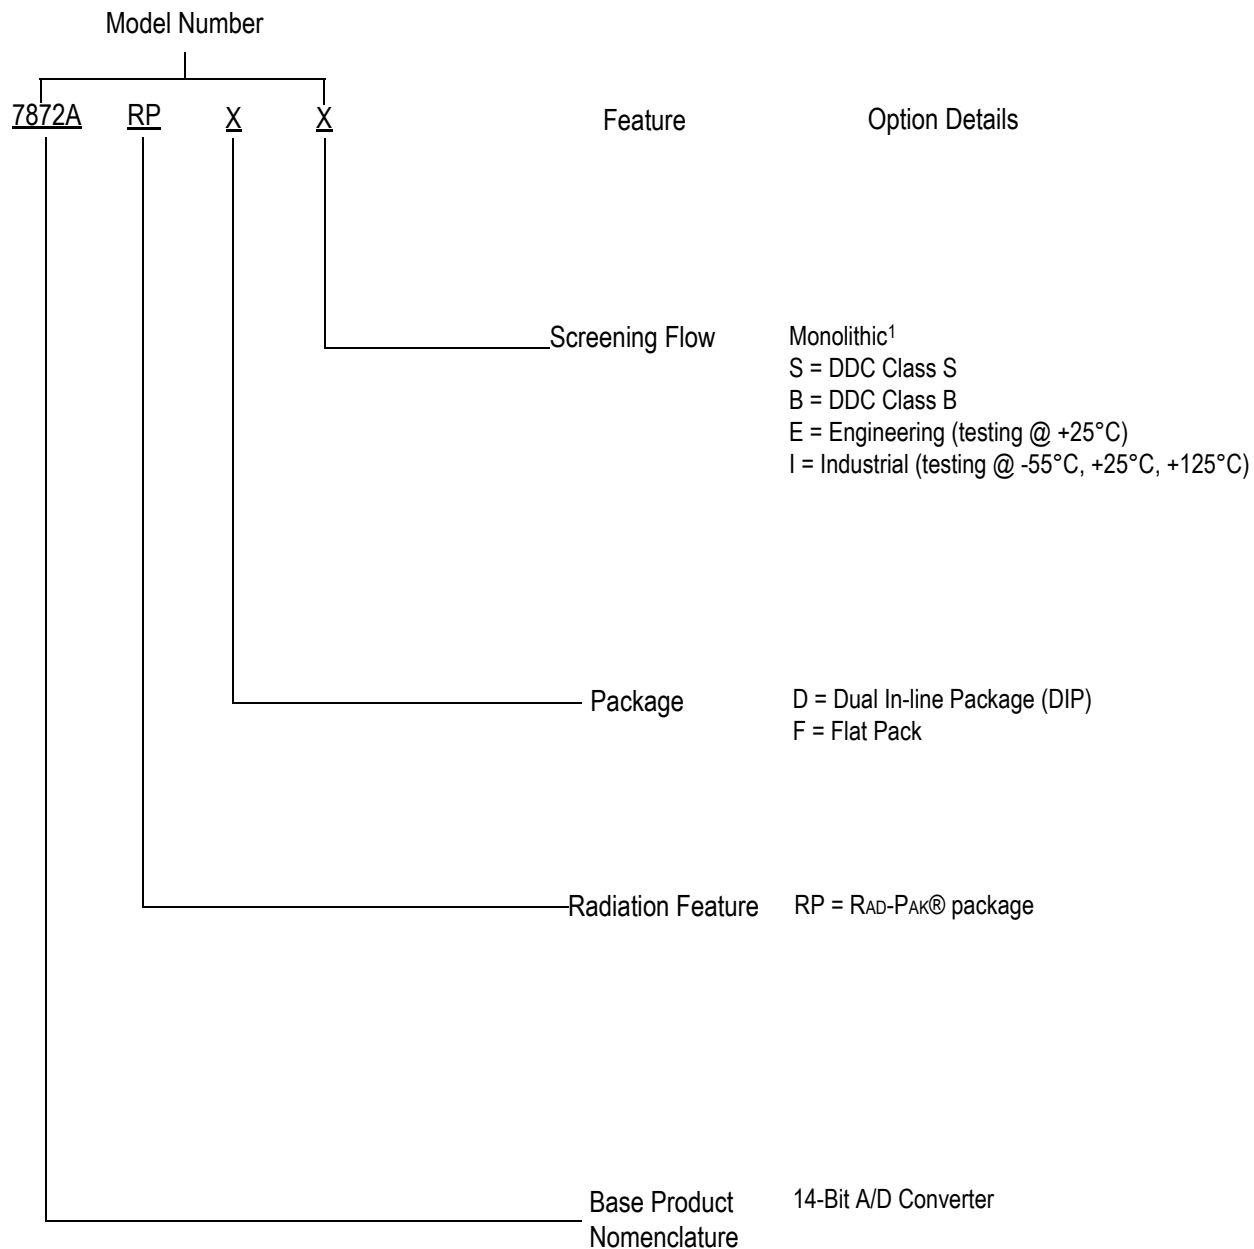 Model Number
7872A RP X X Feature Option Details
Screening Flow Monolithic1
S = DDC Class S
B = DDC Class B
E = Engineering (testing @ +25°C)
I = Industrial (testing @ -55°C, +25°C, +125°C)
Package D = Dual In-line Package (DIP)
F = Flat Pack
Radiation Feature RP = RAD-PAK® package
Base Product 14-Bit A/D Converter
Nomenclature